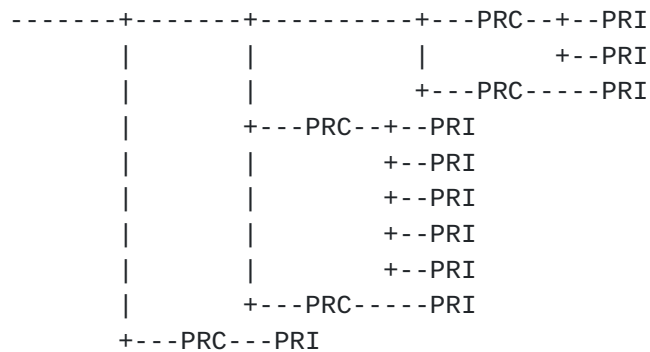 -------+-------+----------+---PRC--+--PRI
       |       |          |        +--PRI
       |       |          +---PRC-----PRI
       |       +---PRC--+--PRI
       |       |        +--PRI
       |       |        +--PRI
       |       |        +--PRI
       |       |        +--PRI
       |       +---PRC-----PRI
       +---PRC---PRI